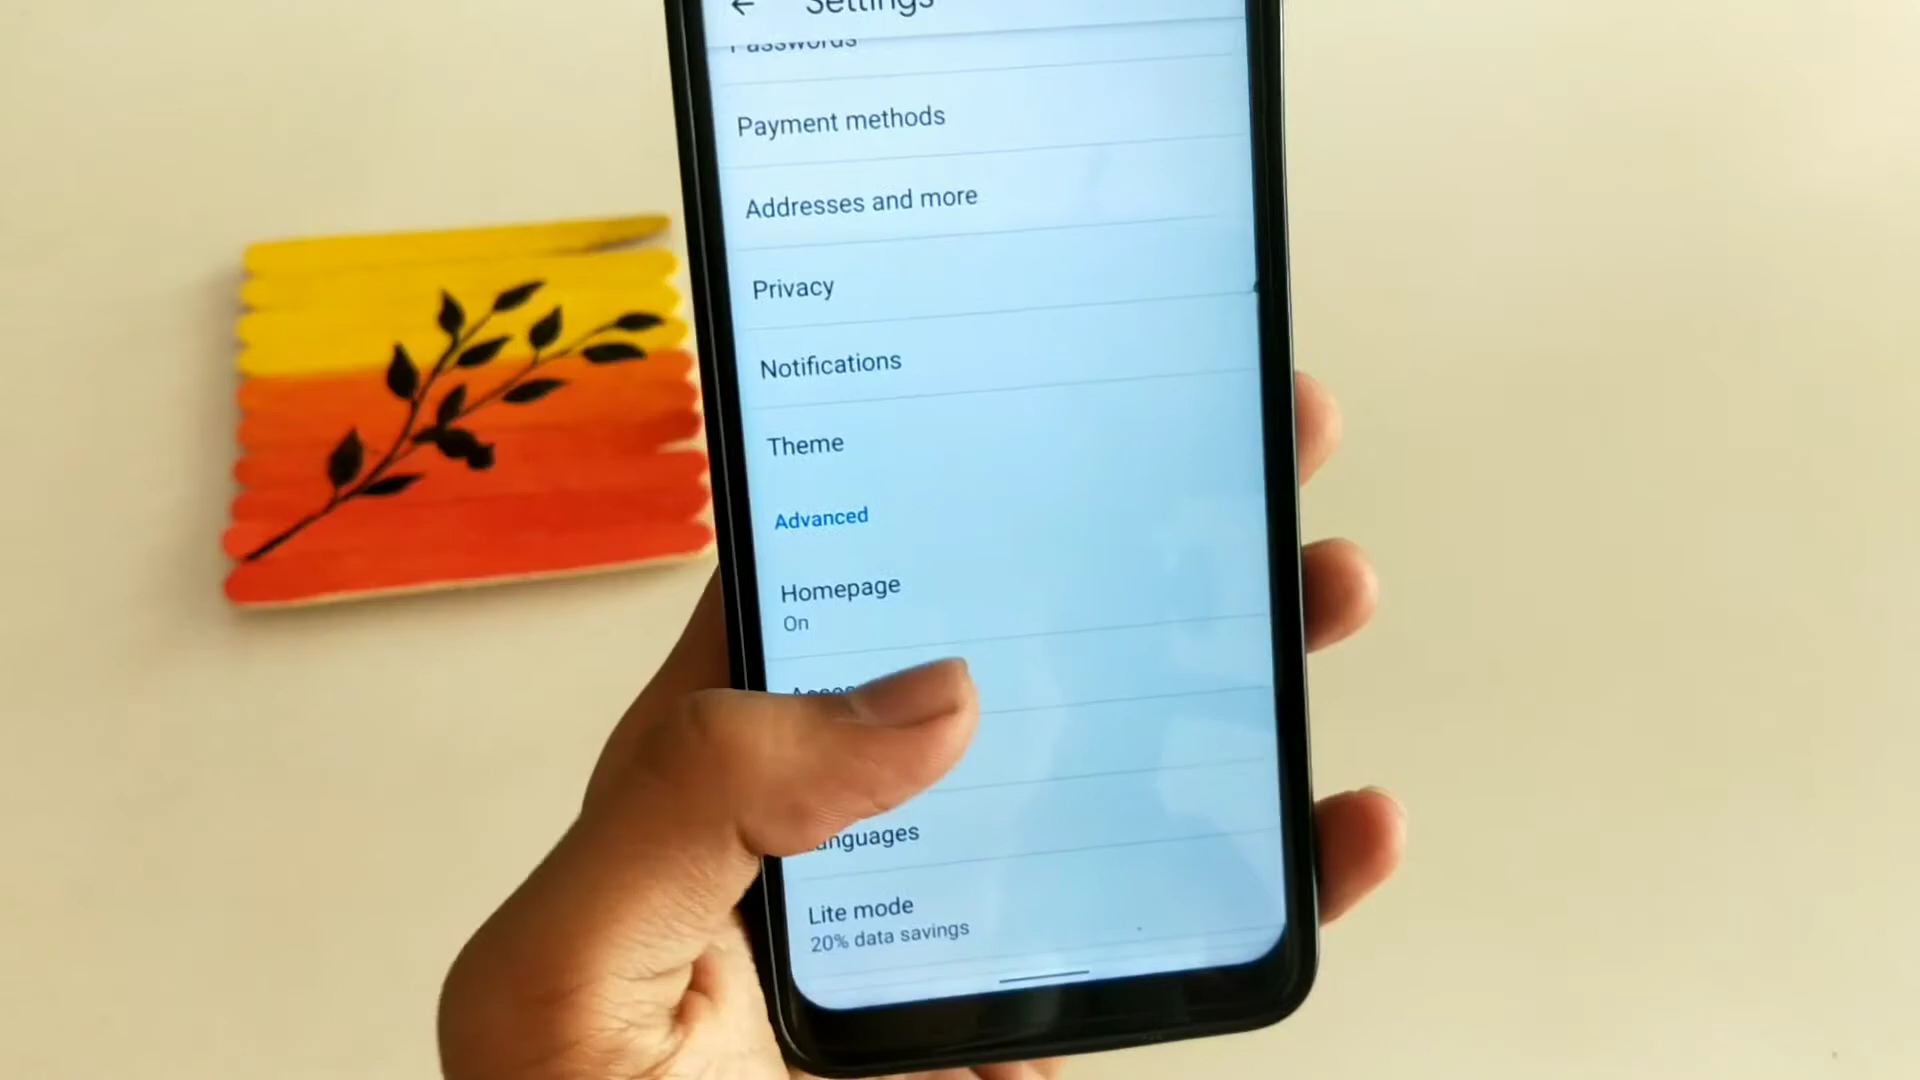 Settings
Passwords
Payment methods
Addresses and more
Privacy
Notifications
Theme
Advanced
Homepage
On
Languages
Lite mode
20% data savings